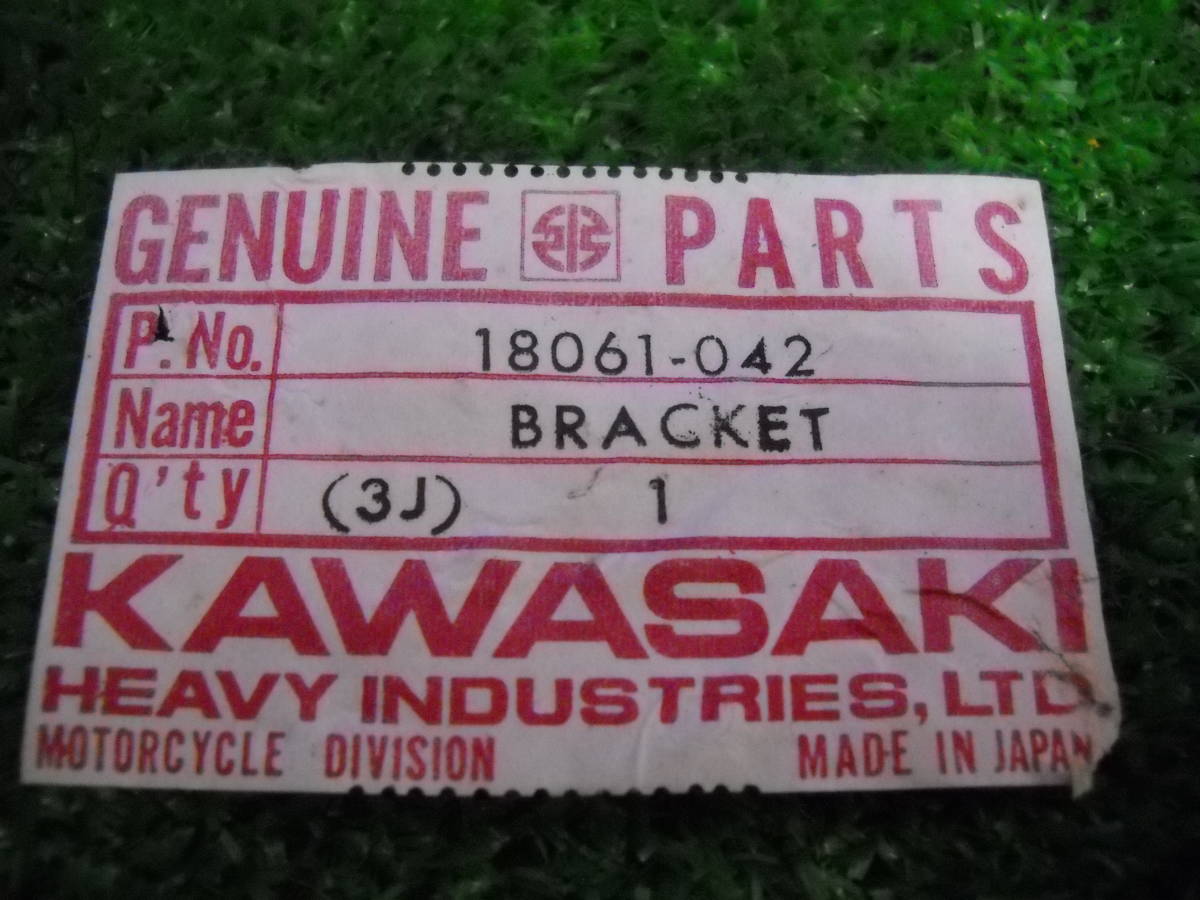 GENUINE PARTS
P. No. 18061-042
Name BRACKET
Q'ty (3J) 1
KAWASAKI
HEAVY INDUSTRIES, LTD
MOTORCYCLE DIVISION MADE IN JAPAN